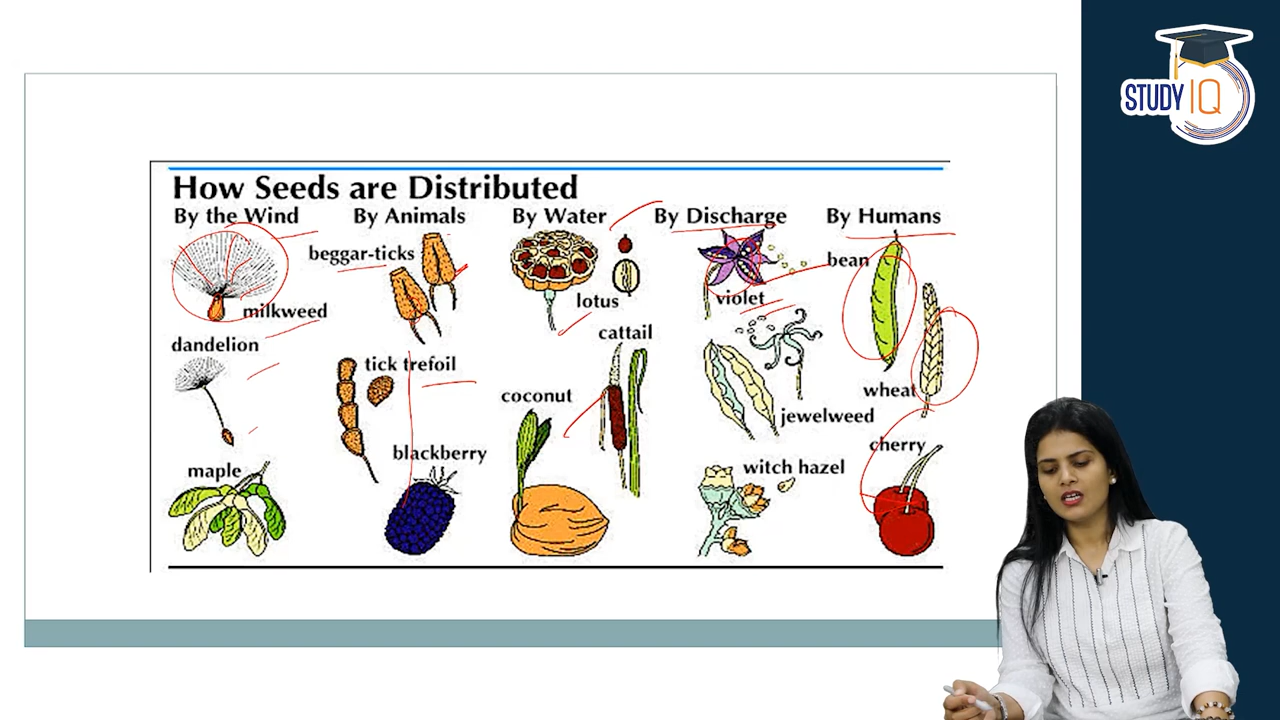 STUDY IQ
How Seeds are Distributed
By the Wind By Animals By Water By Discharge By Humans
milkweed
dandelion
maple
beggar-ticks
tick trefoil
blackberry
lotus
cattail
coconut
violet
jewelweed
witch hazel
bean
wheat
cherry